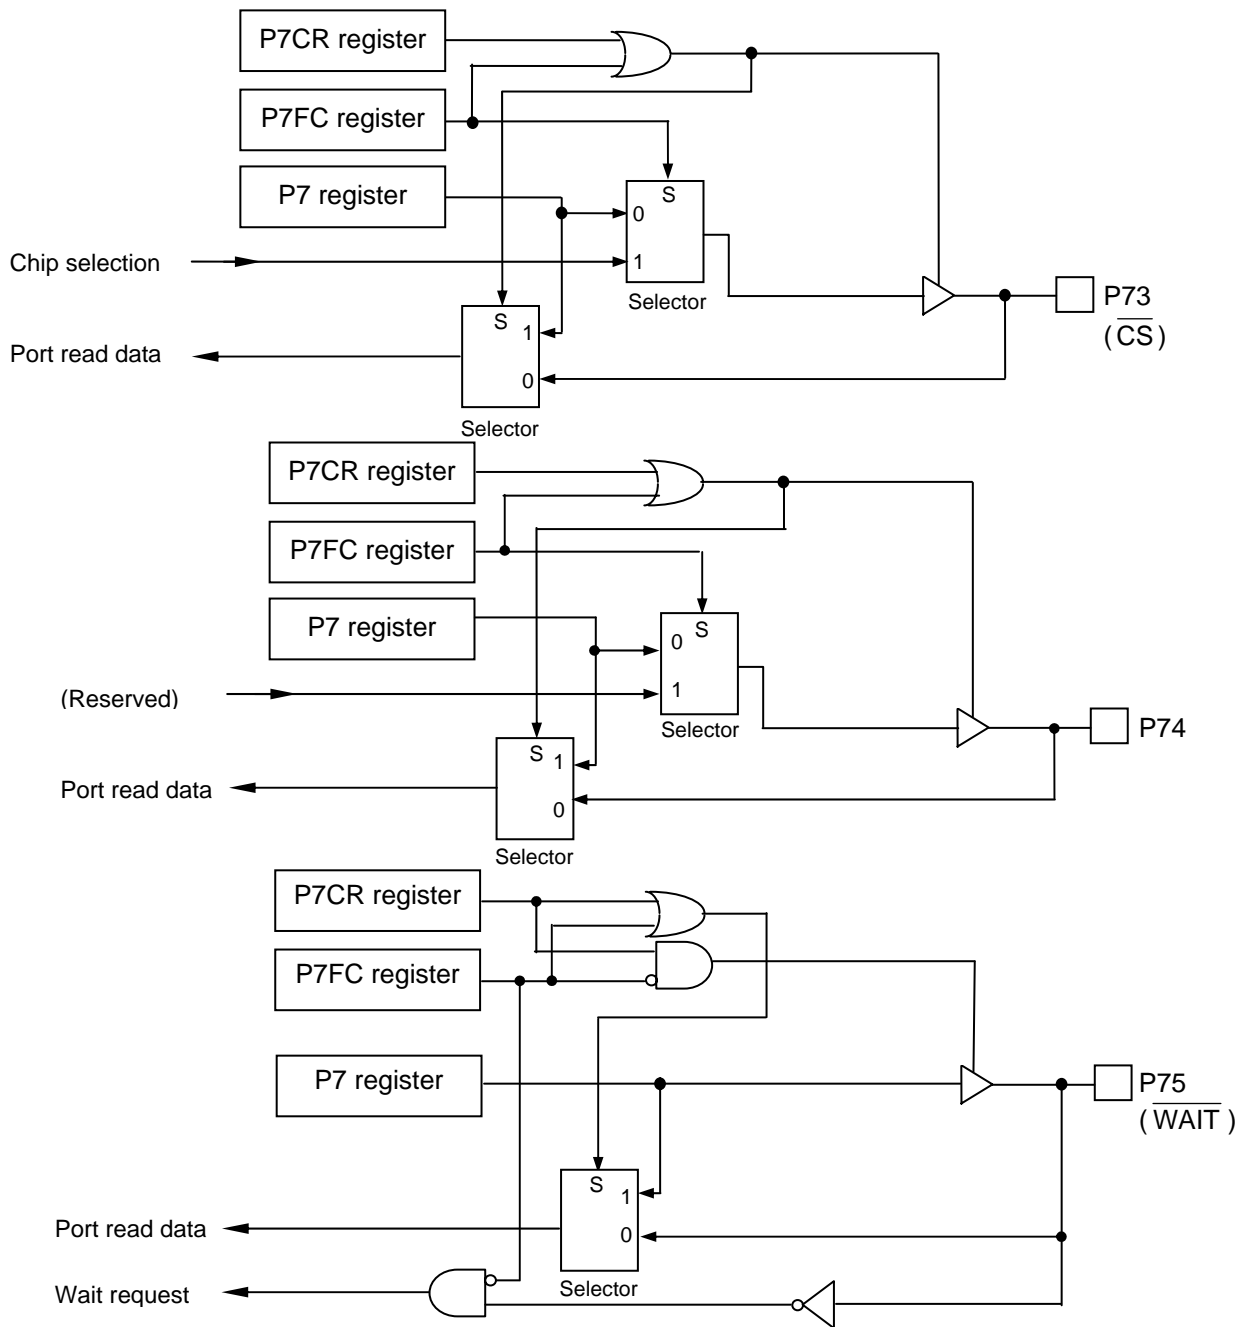 P7CR register
P7FC register
P7 register
S
0
1
Chip selection
Selector
P73
(CS)
S
1
0
Port read data
Selector
P7CR register
P7FC register
P7 register
S
0
1
(Reserved)
Selector
P74
S
1
0
Port read data
Selector
P7CR register
P7FC register
P7 register
P75
(WAIT)
S
1
0
Port read data
Selector
Wait request